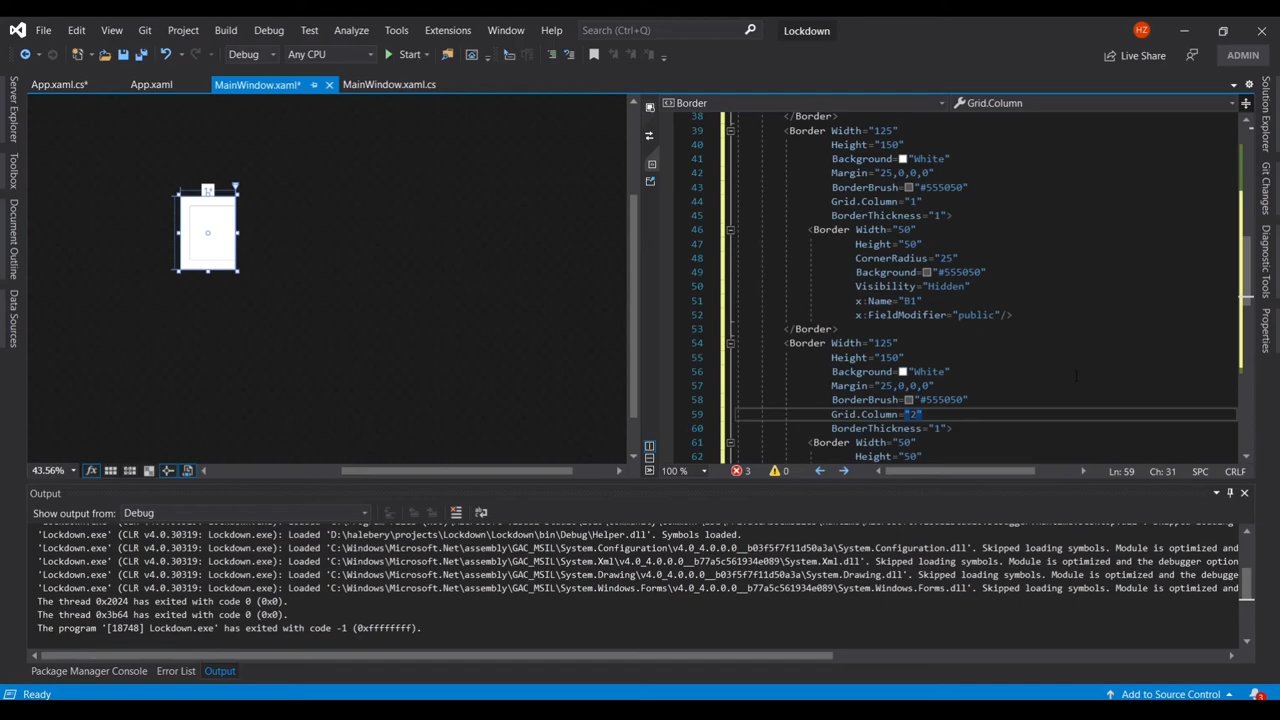 File Edit View Git Project Build Debug Test Analyze Tools Extensions Window Help Search (Ctrl+Q) Lockdown HZ
Debug Any CPU Start Live Share ADMIN
App.xaml.cs* App.xaml MainWindow.xaml* MainWindow.xaml.cs
Server Explorer
Toolbox
Document Outline
Data Sources
Border Grid.Column
38 </Border>
39 <Border Width="125"
40 Height="150"
41 Background="White"
42 Margin="25,0,0,0"
43 BorderBrush="#555050"
44 Grid.Column="1"
45 BorderThickness="1">
46 <Border Width="50"
47 Height="50"
48 CornerRadius="25"
49 Background="#555050"
50 Visibility="Hidden"
51 x:Name="B1"
52 x:FieldModifier="public"/>
53 </Border>
54 <Border Width="125"
55 Height="150"
56 Background="White"
57 Margin="25,0,0,0"
58 BorderBrush="#555050"
59 Grid.Column="2"
60 BorderThickness="1">
61 <Border Width="50"
62 Height="50"
Solution Explorer
Git Changes
Diagnostic Tools
Properties
43.56% fx 100 % 3 0 Ln: 59 Ch: 31 SPC CRLF
Output
Show output from: Debug
'Lockdown.exe' (CLR v4.0.30319: Lockdown.exe): Loaded 'D:\halebery\projects\Lockdown\Lockdown\bin\Debug\Helper.dll'. Symbols loaded.
'Lockdown.exe' (CLR v4.0.30319: Lockdown.exe): Loaded 'C:\Windows\Microsoft.Net\assembly\GAC_MSIL\System.Configuration\v4.0_4.0.0.0__b03f5f7f11d50a3a\System.Configuration.dll'. Skipped loading symbols. Module is optimized and the debugger option
'Lockdown.exe' (CLR v4.0.30319: Lockdown.exe): Loaded 'C:\Windows\Microsoft.Net\assembly\GAC_MSIL\System.Xml\v4.0_4.0.0.0__b77a5c561934e089\System.Xml.dll'. Skipped loading symbols. Module is optimized and the debugger
'Lockdown.exe' (CLR v4.0.30319: Lockdown.exe): Loaded 'C:\Windows\Microsoft.Net\assembly\GAC_MSIL\System.Drawing\v4.0_4.0.0.0__b03f5f7f11d50a3a\System.Drawing.dll'. Skipped loading symbols. Module is optimized and the debugge
'Lockdown.exe' (CLR v4.0.30319: Lockdown.exe): Loaded 'C:\Windows\Microsoft.Net\assembly\GAC_MSIL\System.Windows.Forms\v4.0_4.0.0.0__b77a5c561934e089\System.Windows.Forms.dll'. Skipped loading symbols. Module is optimized and
The thread 0x2024 has exited with code 0 (0x0).
The thread 0x3b64 has exited with code 0 (0x0).
The program '[18748] Lockdown.exe' has exited with code -1 (0xffffffff).
Package Manager Console Error List Output
Ready Add to Source Control 3